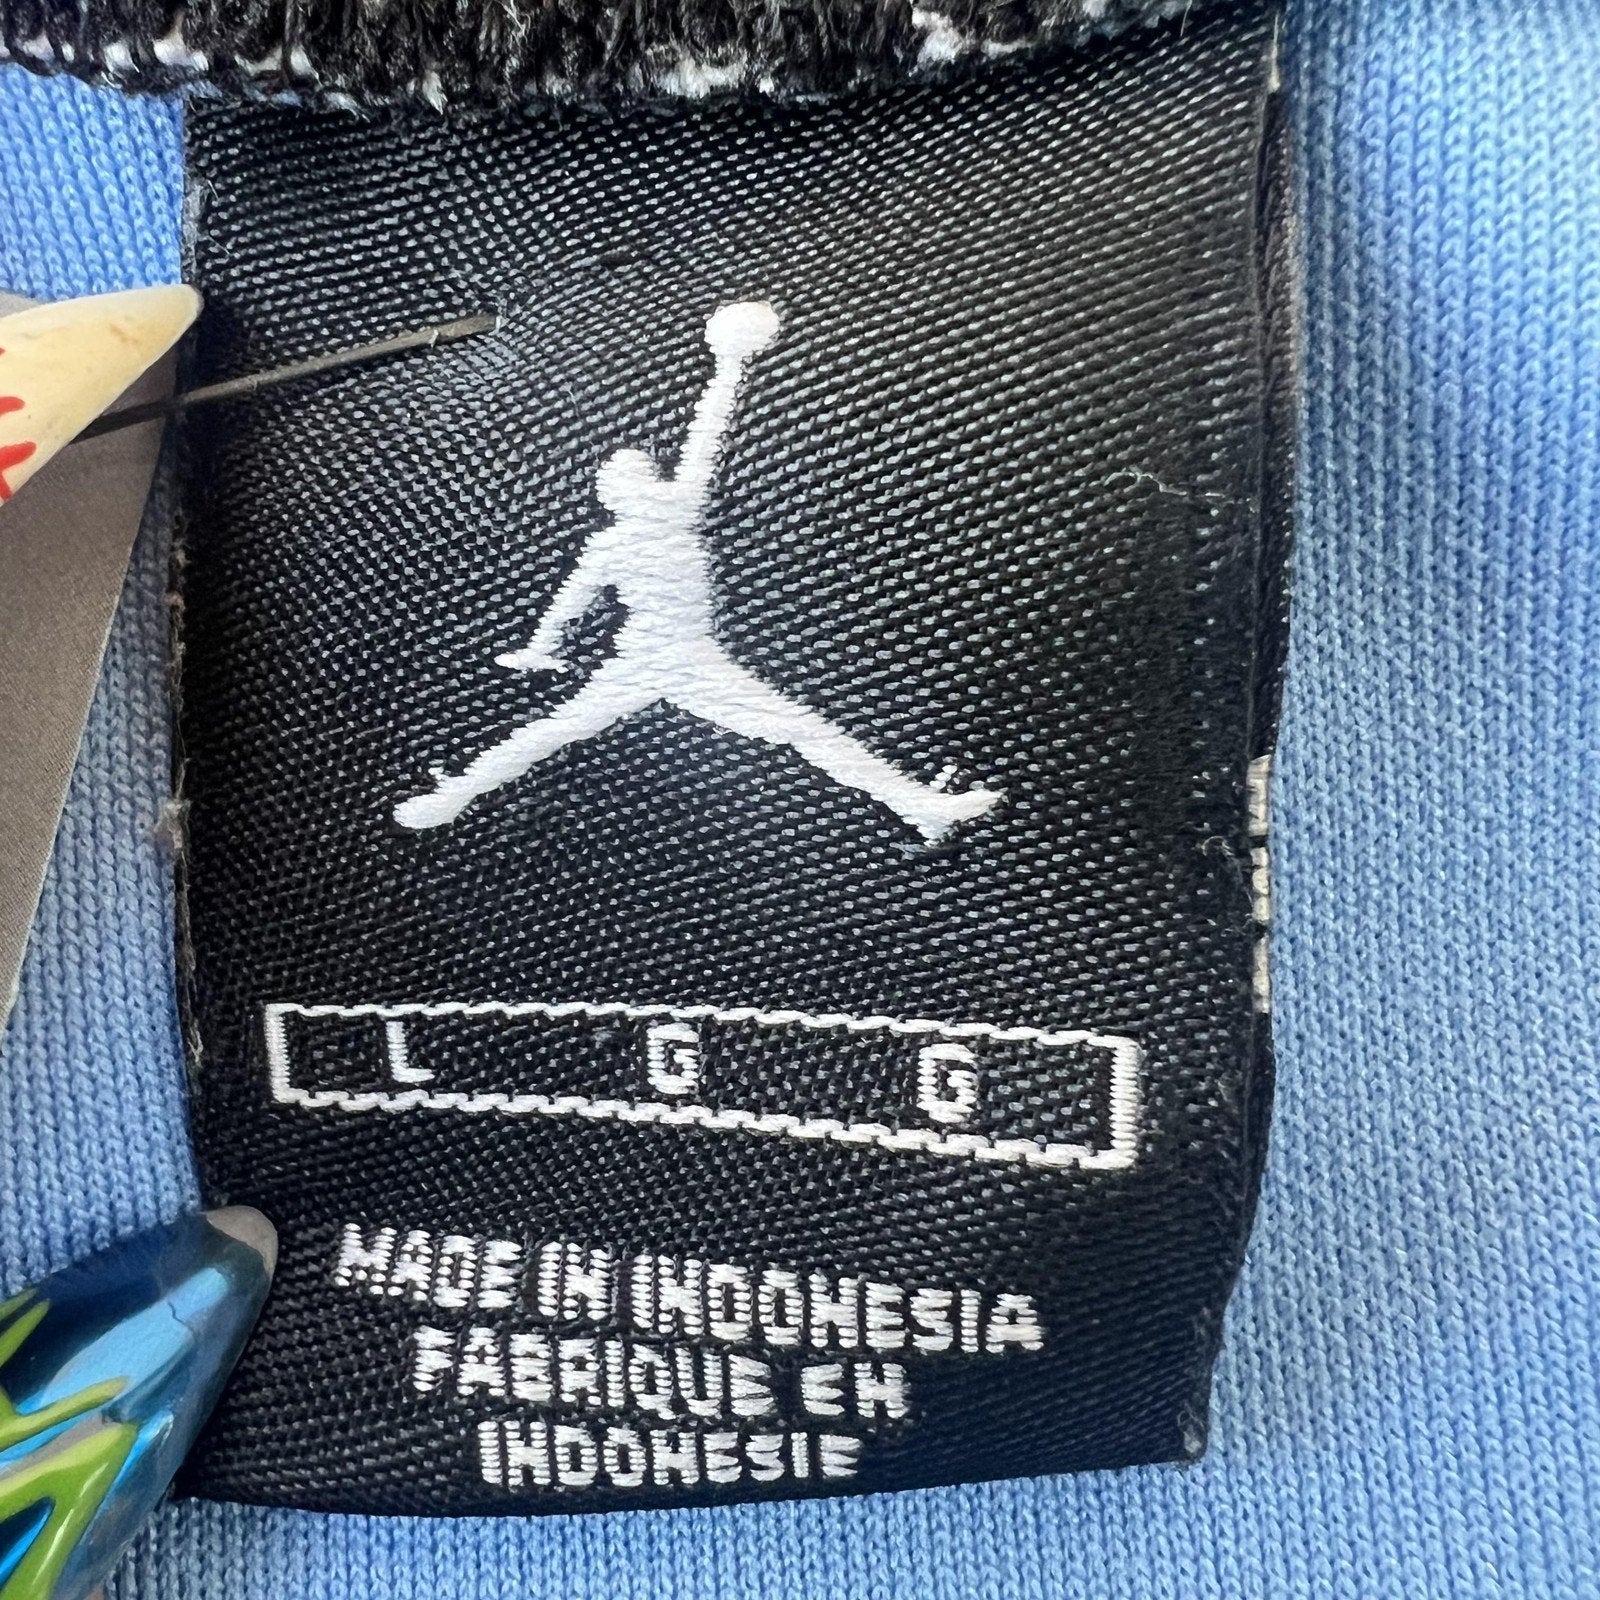 L G G
MADE IN INDONESIA
FABRIQUE EN
INDONESIE